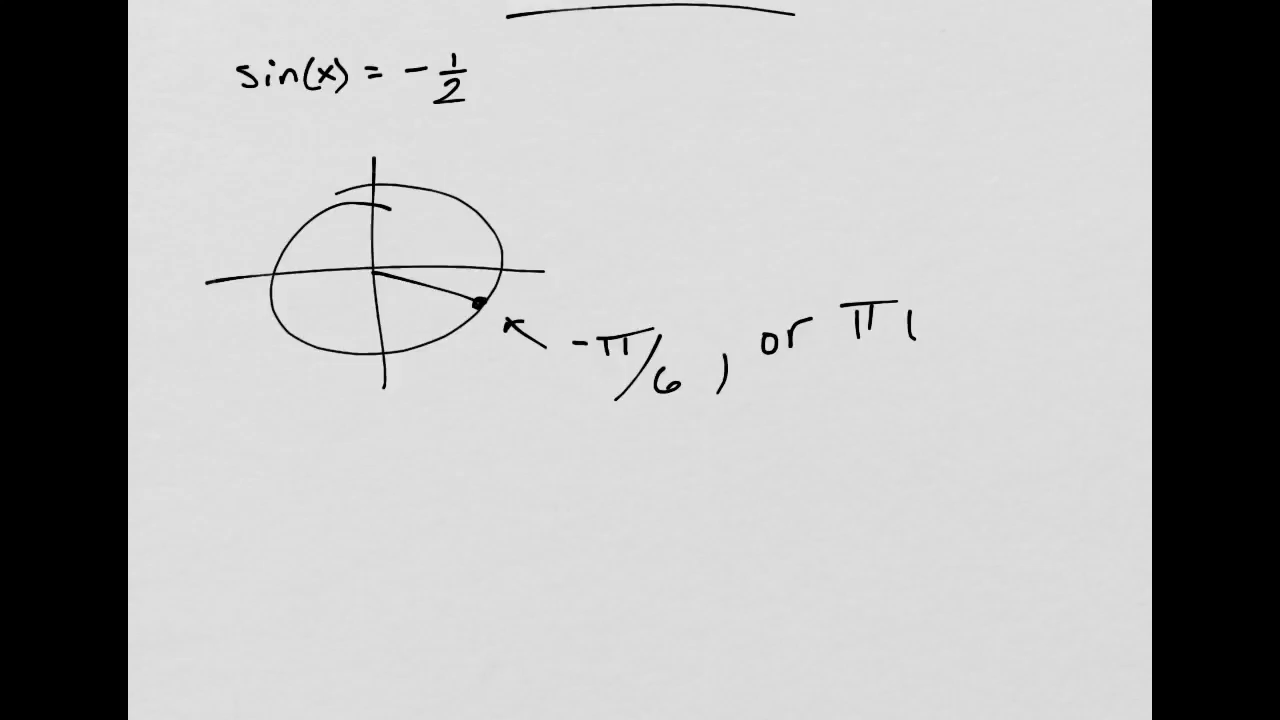 sin(x) = - 1/2
-π/6 , or π